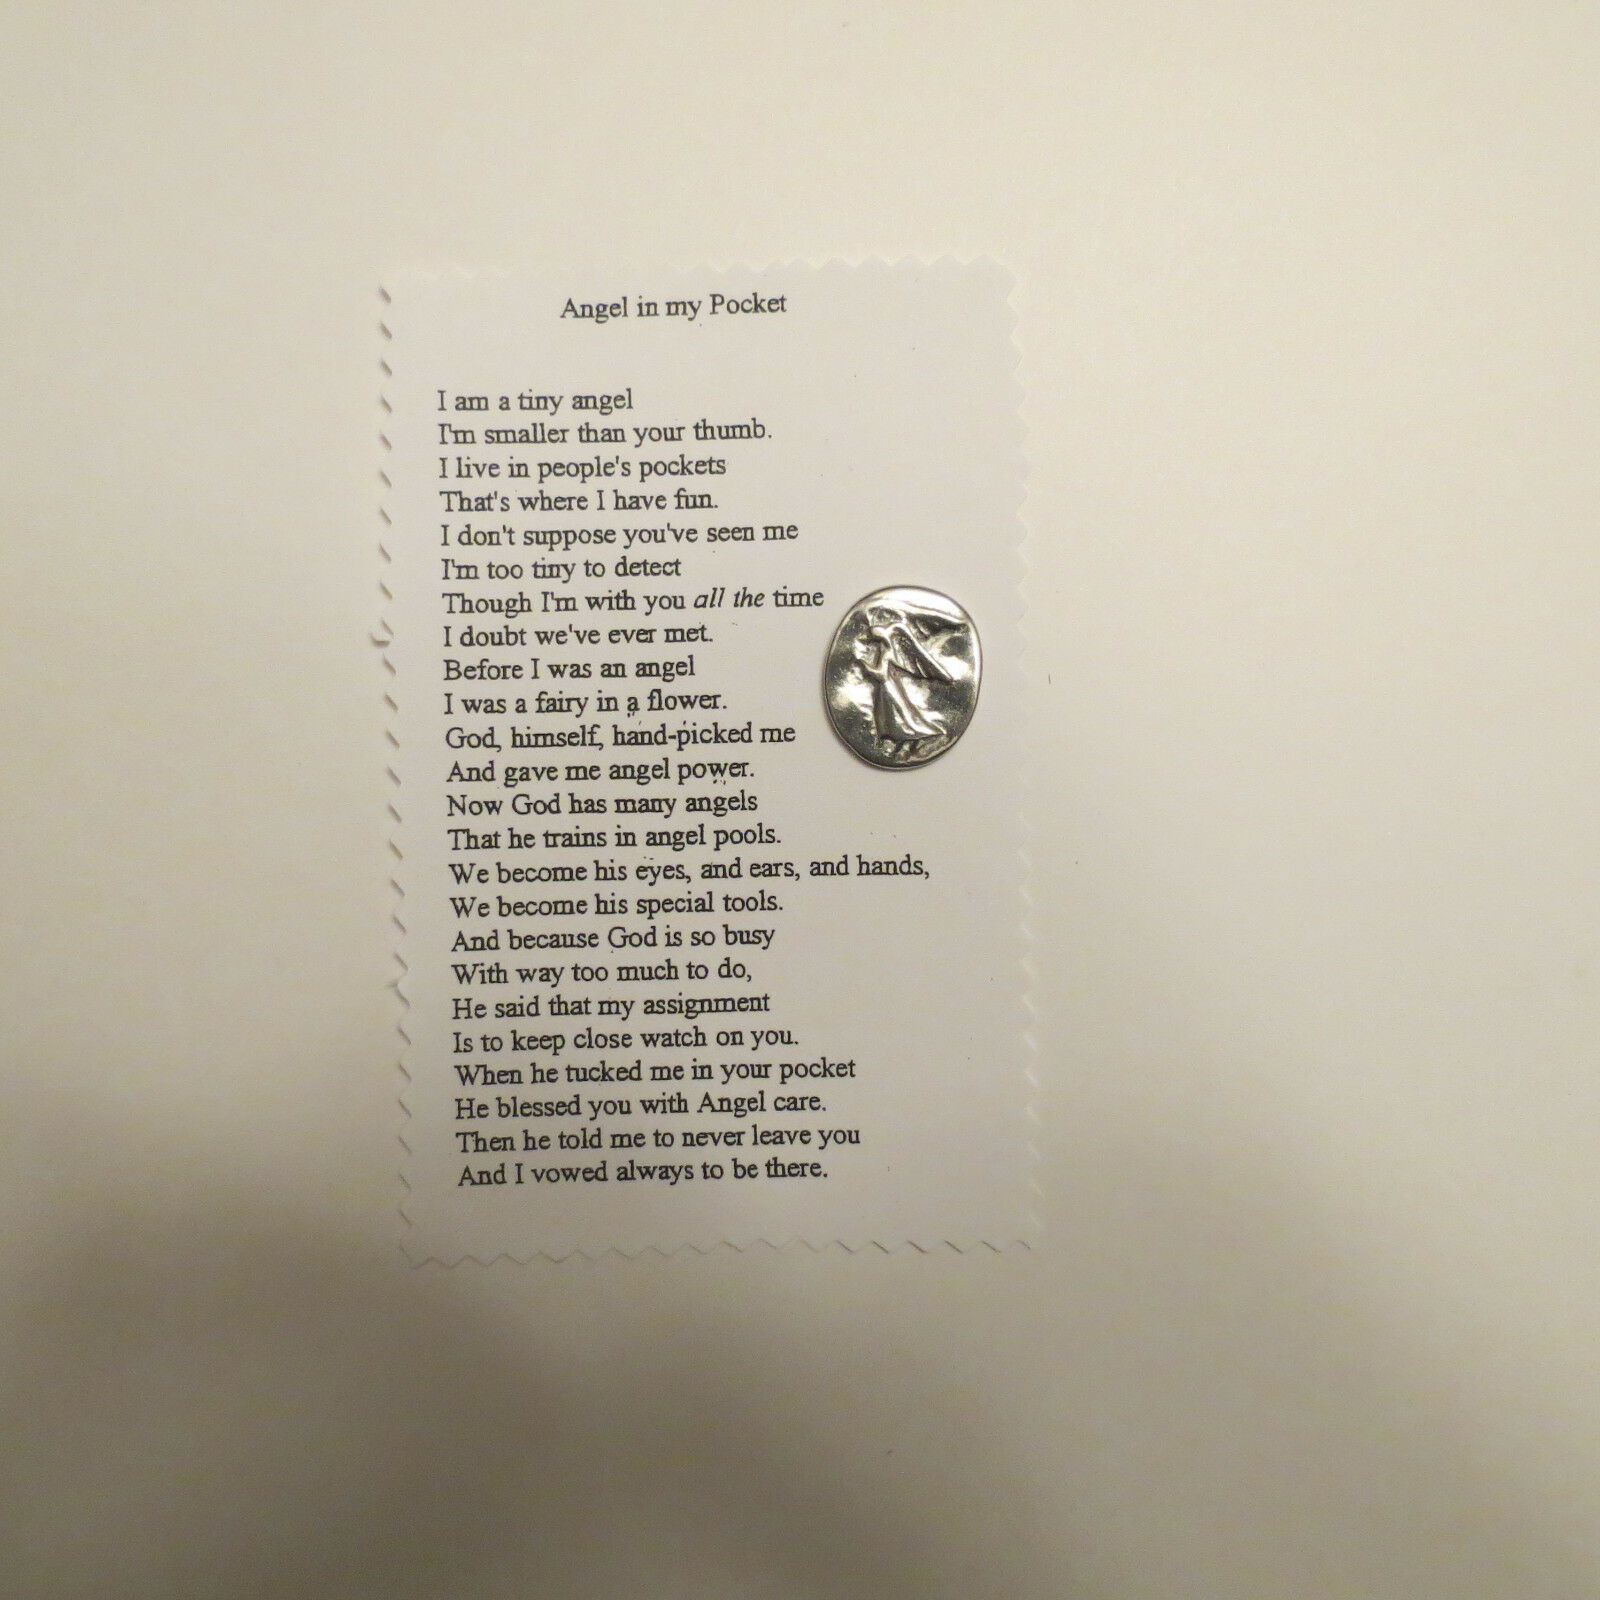 Angel in my Pocket
I am a tiny angel
I'm smaller than your thumb.
I live in people's pockets
That's where I have fun.
I don't suppose you've seen me
I'm too tiny to detect
Though I'm with you all the time
I doubt we've ever met.
Before I was an angel
I was a fairy in a flower.
God, himself, hand-picked me
And gave me angel power.
Now God has many angels
That he trains in angel pools.
We become his eyes, and ears, and hands,
We become his special tools.
And because God is so busy
With way too much to do,
He said that my assignment
Is to keep close watch on you.
When he tucked me in your pocket
He blessed you with Angel care.
Then he told me to never leave you
And I vowed always to be there.